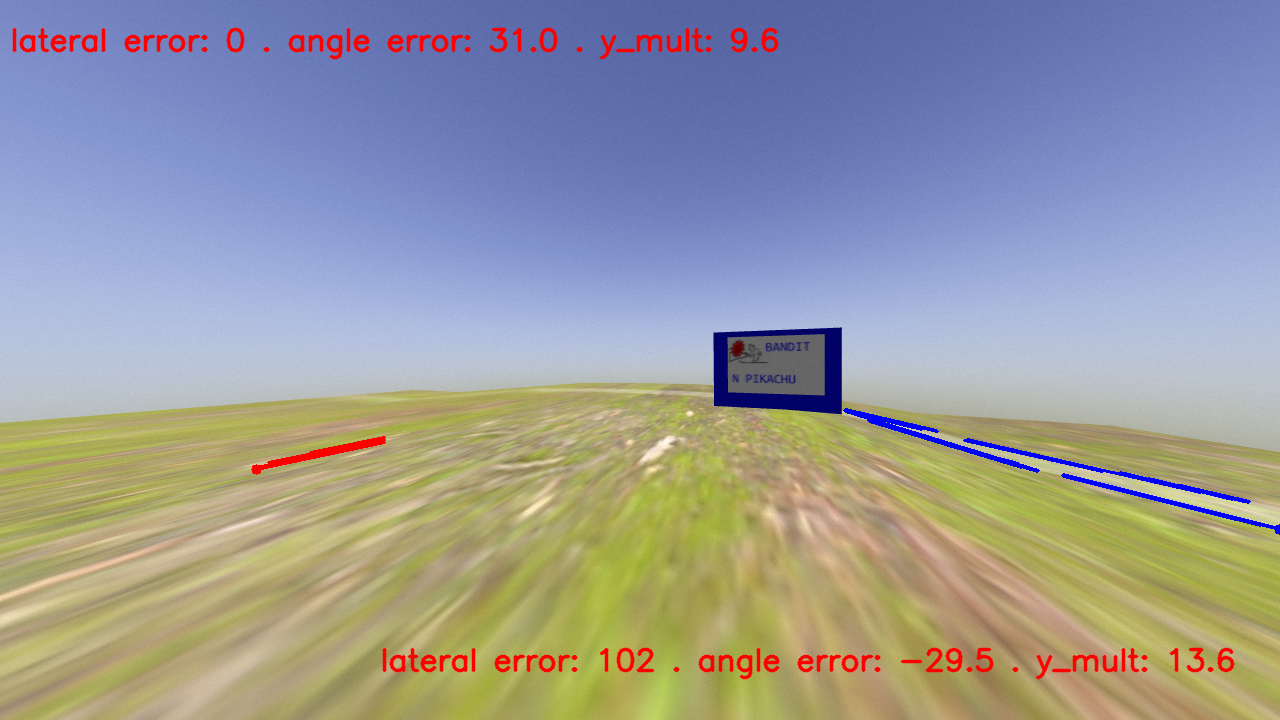 lateral error: 0 . angle error: 31.0 . y_mult: 9.6
BANDIT
N PIKACHU
lateral error: 102 . angle error: -29.5 . y_mult: 13.6